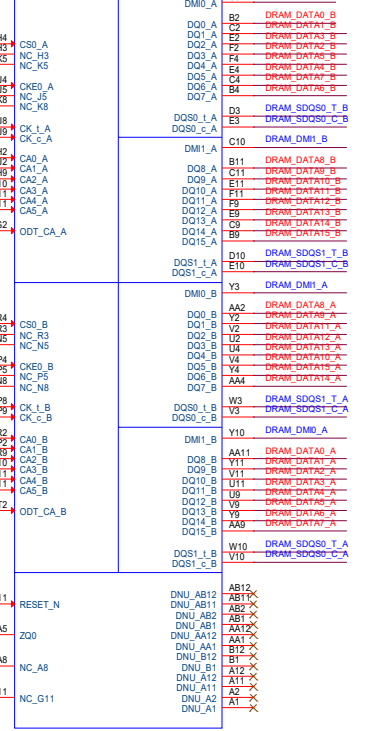 DMI0_A
DQ0_A B2 DRAM_DATA0_B
DQ1_A C2 DRAM_DATA1_B
DQ2_A E2 DRAM_DATA3_B
DQ3_A F2 DRAM_DATA2_B
DQ4_A F4 DRAM_DATA5_B
DQ5_A E4 DRAM_DATA4_B
DQ6_A C4 DRAM_DATA7_B
DQ7_A B4 DRAM_DATA6_B
CS0_A
NC_H3
NC_K5
CKE0_A
NC_J5
NC_K8
DQS0_t_A D3 DRAM_SDQS0_T_B
DQS0_c_A E3 DRAM_SDQS0_C_B
CK_t_A
CK_c_A
DMI1_A C10 DRAM_DMI1_B
CA0_A
CA1_A
CA2_A
CA3_A
CA4_A
CA5_A
DQ8_A B11 DRAM_DATA8_B
DQ9_A C11 DRAM_DATA9_B
DQ10_A E11 DRAM_DATA10_B
DQ11_A F11 DRAM_DATA11_B
DQ12_A F9 DRAM_DATA12_B
DQ13_A E9 DRAM_DATA13_B
DQ14_A C9 DRAM_DATA14_B
DQ15_A B9 DRAM_DATA15_B
ODT_CA_A
DQS1_t_A D10 DRAM_SDQS1_T_B
DQS1_c_A E10 DRAM_SDQS1_C_B
DMI0_B Y3 DRAM_DMI1_A
DQ0_B AA2 DRAM_DATA8_A
DQ1_B Y2 DRAM_DATA9_A
DQ2_B V2 DRAM_DATA11_A
DQ3_B U2 DRAM_DATA10_A
DQ4_B U4 DRAM_DATA13_A
DQ5_B V4 DRAM_DATA12_A
DQ6_B Y4 DRAM_DATA15_A
DQ7_B AA4 DRAM_DATA14_A
CS0_B
NC_R3
NC_N5
CKE0_B
NC_P5
NC_N8
DQS0_t_B W3 DRAM_SDQS1_T_A
DQS0_c_B V3 DRAM_SDQS1_C_A
CK_t_B
CK_c_B
DMI1_B Y10 DRAM_DMI0_A
CA0_B
CA1_B
CA2_B
CA3_B
CA4_B
CA5_B
DQ8_B AA11 DRAM_DATA0_A
DQ9_B Y11 DRAM_DATA1_A
DQ10_B V11 DRAM_DATA2_A
DQ11_B U11 DRAM_DATA3_A
DQ12_B U9 DRAM_DATA4_A
DQ13_B V9 DRAM_DATA5_A
DQ14_B Y9 DRAM_DATA6_A
DQ15_B AA9 DRAM_DATA7_A
ODT_CA_B
DQS1_t_B W10 DRAM_SDQS0_T_A
DQS1_c_B V10 DRAM_SDQS0_C_A
DNU_AB12 AB12
DNU_AB11 AB11
DNU_AB2 AB2
DNU_AB1 AB1
DNU_AA12 AA12
DNU_AA1 AA1
DNU_B12 B12
DNU_B1 B1
DNU_A12 A12
DNU_A11 A11
DNU_A2 A2
DNU_A1 A1
RESET_N
ZQ0
NC_A8
NC_G11